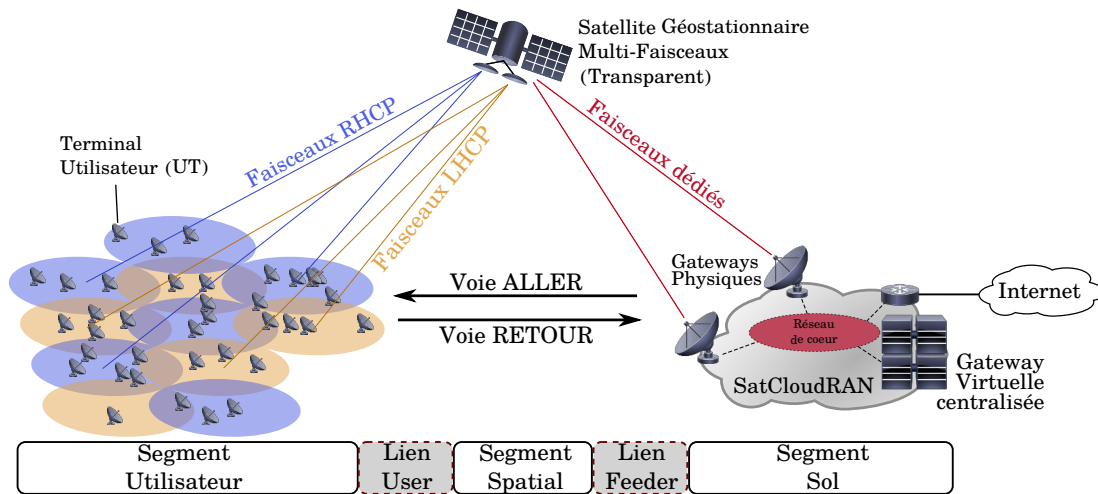 Satellite Géostationnaire
Multi-Faisceaux
(Transparent)
Faisceaux RHCP
Faisceaux LHCP
Faisceaux dédiés
Terminal
Utilisateur (UT)
Gateways
Physiques
Voie ALLER
Voie RETOUR
Internet
Réseau
de coeur
SatCloudRAN
Gateway
Virtuelle
centralisée
Segment
Utilisateur
Lien
User
Segment
Spatial
Lien
Feeder
Segment
Sol